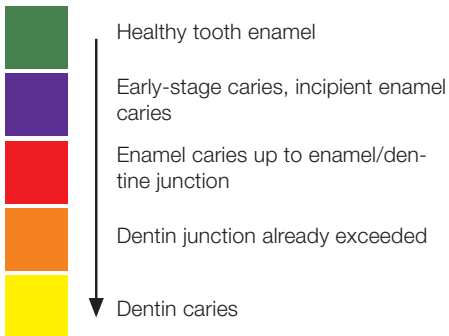 Healthy tooth enamel
Early-stage caries, incipient enamel
caries
Enamel caries up to enamel/den-
tine junction
Dentin junction already exceeded
Dentin caries